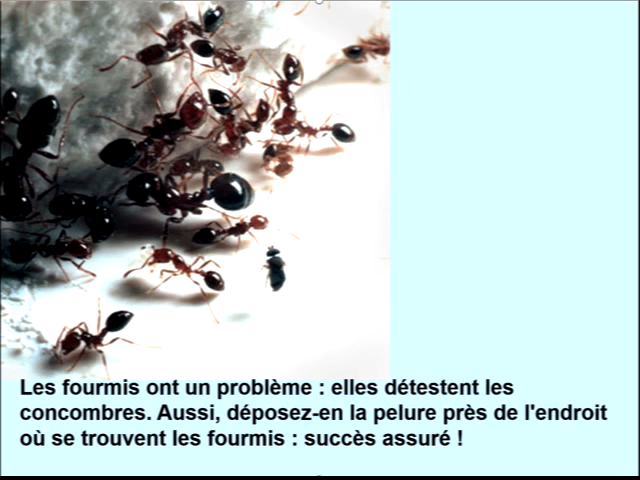 Les fourmis ont un problème : elles détestent les
concombres. Aussi, déposez-en la pelure près de l'endroit
où se trouvent les fourmis : succès assuré !